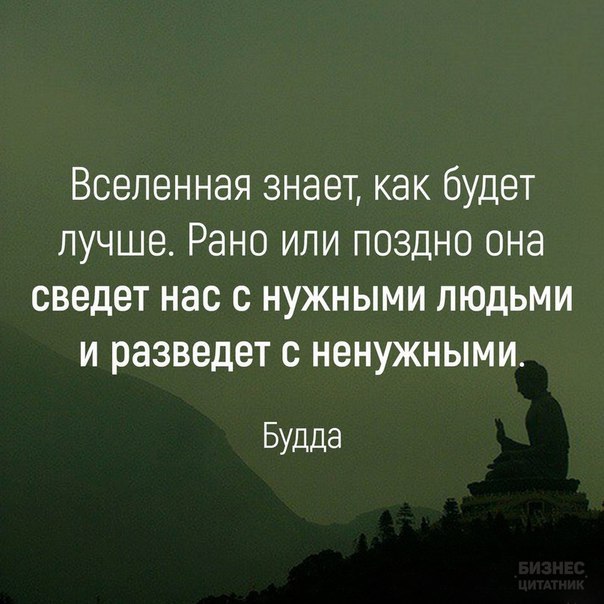 Вселенная знает, как будет
лучше. Рано или поздно она
сведет нас с нужными людьми
и разведет с ненужными.
Будда
БИЗНЕС
ЦИТАТНИК